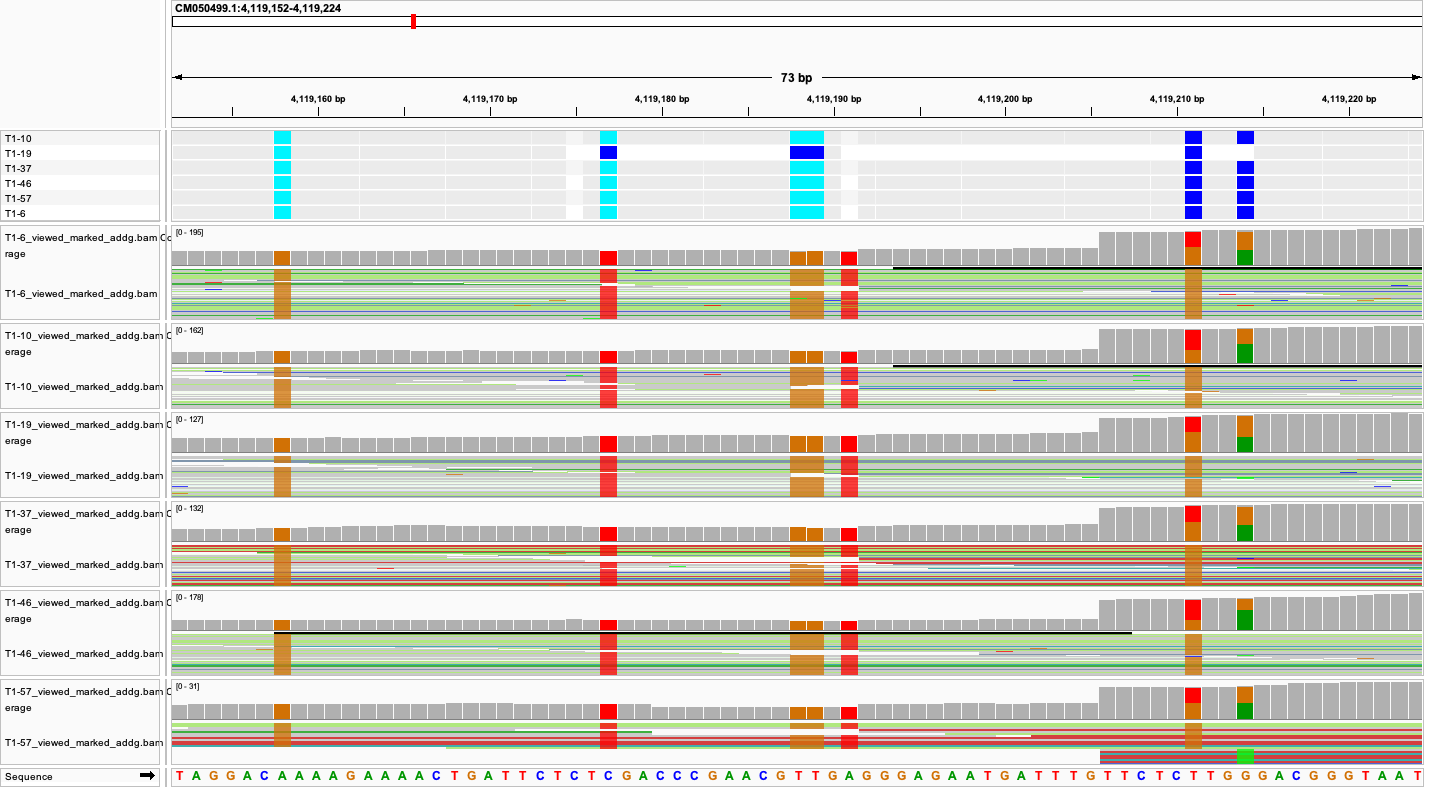 CM050499.1:4,119,152-4,119,224
73 bp
4,119,160 bp 4,119,170 bp 4,119,180 bp 4,119,190 bp 4,119,200 bp 4,119,210 bp 4,119,220 bp
T1-10
T1-19
T1-37
T1-46
T1-57
T1-6
T1-6_viewed_marked_addg.bam Co
rage
[0 - 195]
T1-6_viewed_marked_addg.bam
T1-10_viewed_marked_addg.bam C
erage
[0 - 162]
T1-10_viewed_marked_addg.bam
T1-19_viewed_marked_addg.bam C
erage
[0 - 127]
T1-19_viewed_marked_addg.bam
T1-37_viewed_marked_addg.bam C
erage
[0 - 132]
T1-37_viewed_marked_addg.bam
T1-46_viewed_marked_addg.bam C
erage
[0 - 178]
T1-46_viewed_marked_addg.bam
T1-57_viewed_marked_addg.bam C
erage
[0 - 31]
T1-57_viewed_marked_addg.bam
Sequence T A G G A C A A A A G A A A A C T G A T T C T C T C G A C C C G A A C G T T G A G G G A G A A T G A T T T G T T C T C T T G G G A C G G G T A A T